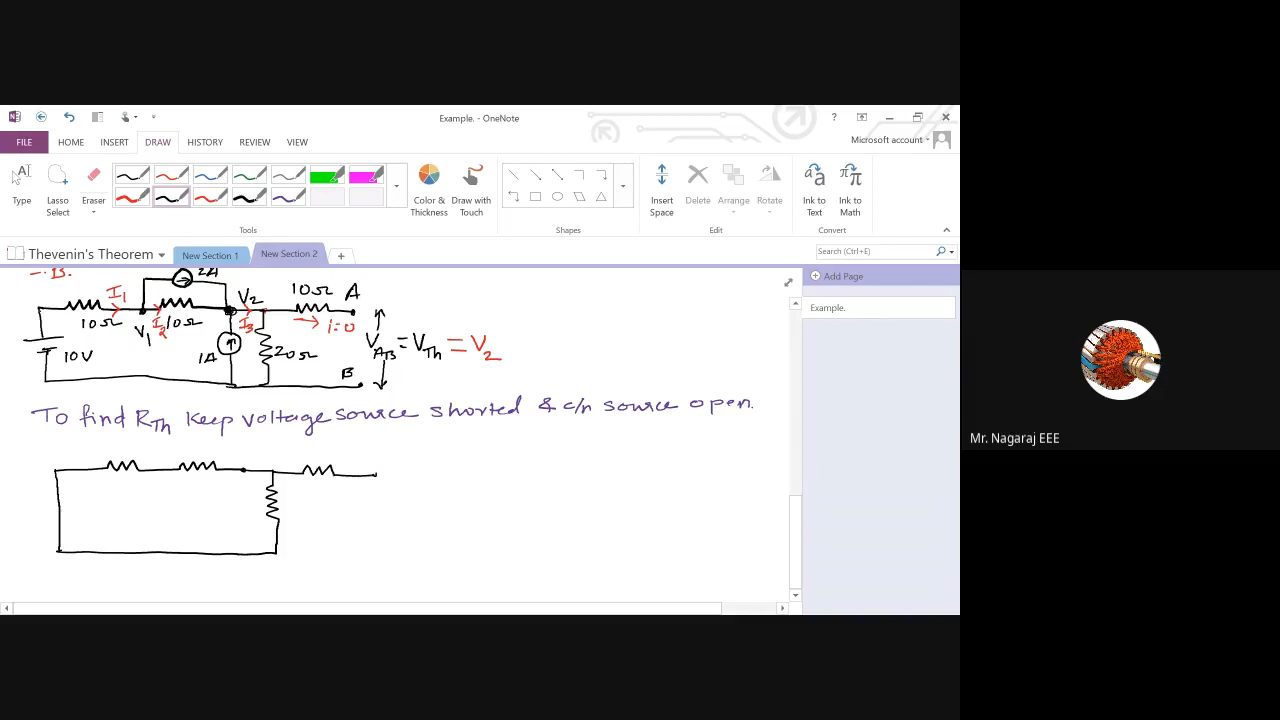 Example. - OneNote
?
FILE HOME INSERT DRAW HISTORY REVIEW VIEW
Microsoft account
Type
Lasso Select
Eraser
Color & Thickness
Draw with Touch
Insert Space
Delete
Arrange
Rotate
Ink to Text
Ink to Math
Tools
Shapes
Edit
Convert
Thevenin's Theorem New Section 1 New Section 2
Search (Ctrl+E)
Add Page
Example.
B.
2A
I1 V2 10Ω A
10Ω V1 I2 10Ω I3 i=0
10V 1A 20Ω VAB = VTh = V2
B
To find RTh keep voltage source shorted & c/n source open.
Mr. Nagaraj EEE